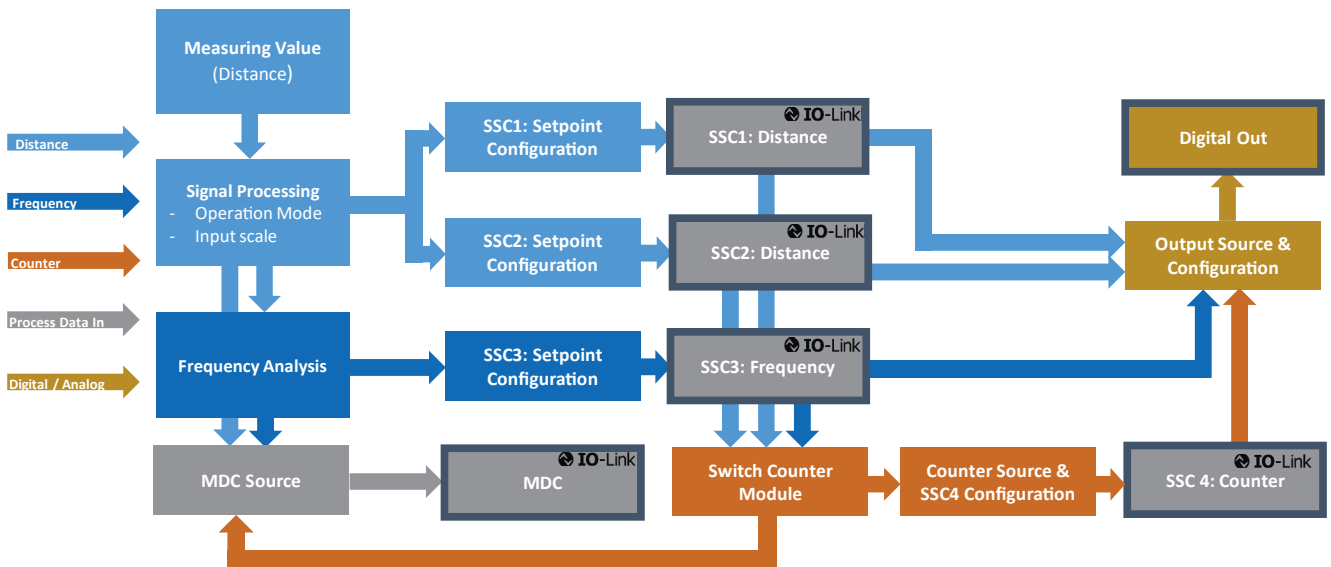 Measuring Value
(Distance)
Distance
Frequency
Counter
Process Data In
Digital / Analog
Signal Processing
- Operation Mode
- Input scale
Frequency Analysis
MDC Source
SSC1: Setpoint
Configuration
SSC2: Setpoint
Configuration
SSC3: Setpoint
Configuration
IO-Link
MDC
IO-Link
SSC1: Distance
IO-Link
SSC2: Distance
IO-Link
SSC3: Frequency
Switch Counter
Module
Counter Source &
SSC4 Configuration
IO-Link
SSC 4: Counter
Output Source &
Configuration
Digital Out